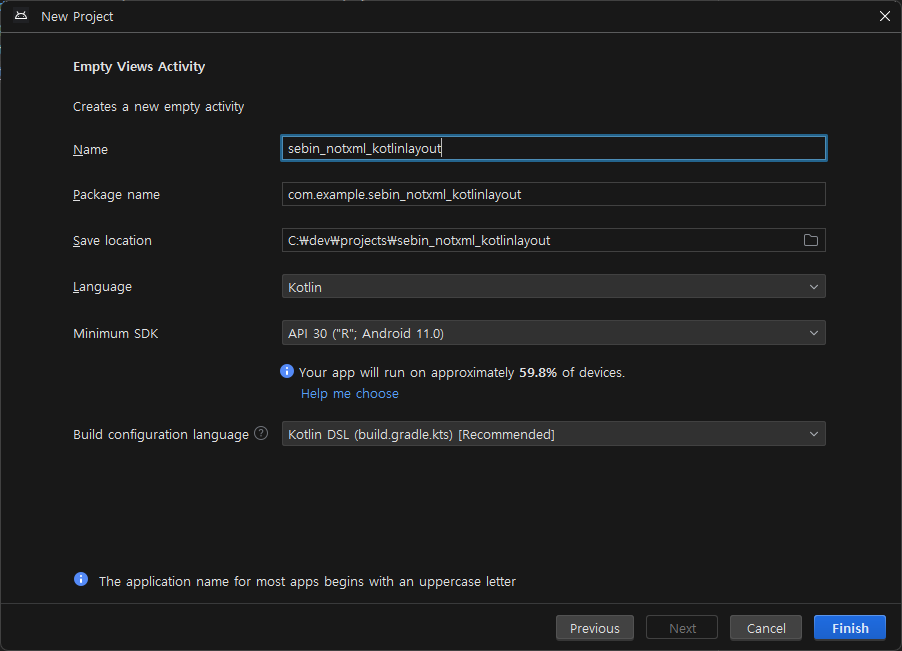 New Project
Empty Views Activity
Creates a new empty activity
Name sebin_notxml_kotlinlayout
Package name com.example.sebin_notxml_kotlinlayout
Save location C:₩dev₩projects₩sebin_notxml_kotlinlayout
Language Kotlin
Minimum SDK API 30 ("R"; Android 11.0)
Your app will run on approximately 59.8% of devices.
Help me choose
Build configuration language Kotlin DSL (build.gradle.kts) [Recommended]
The application name for most apps begins with an uppercase letter
Previous Next Cancel Finish